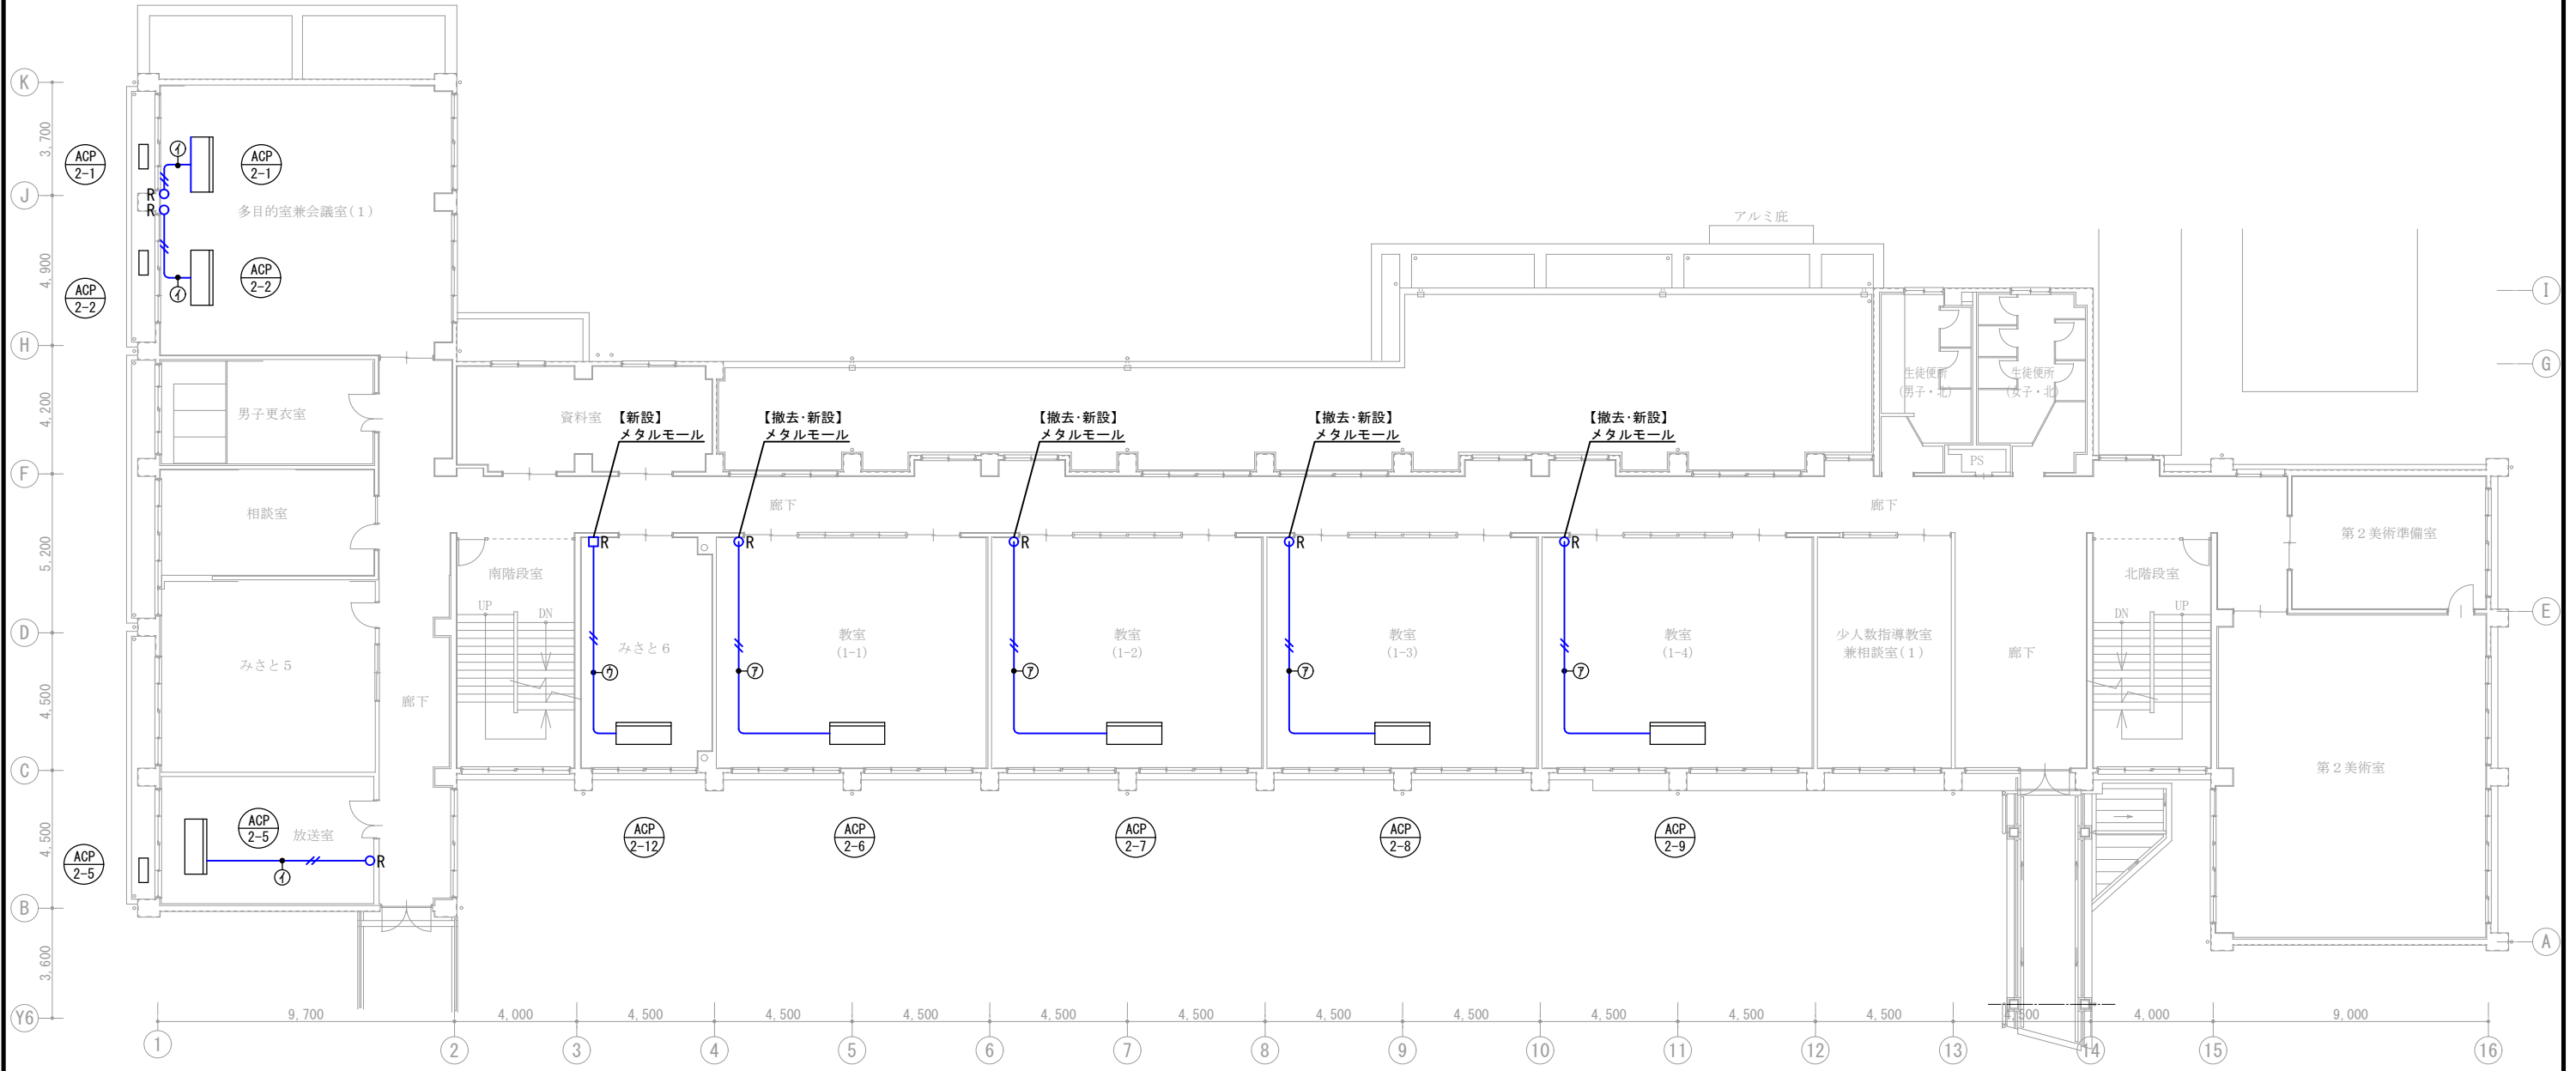 K
3,700
J
4,900
H
4,200
F
5,200
D
4,500
C
4,500
B
3,600
Y6
ACP
2-1
ACP
2-2
ACP
2-5
イ
ACP
2-1
R
R
多目的室兼会議室(1)
ACP
2-2
イ
アルミ庇
I
G
E
A
男子更衣室
資料室
【新設】
メタルモール
【撤去・新設】
メタルモール
【撤去・新設】
メタルモール
【撤去・新設】
メタルモール
【撤去・新設】
メタルモール
生徒便所
(男子・北)
生徒便所
(女子・北)
PS
相談室
廊下
廊下
R
R
R
R
R
第2美術準備室
南階段室
UP
DN
北階段室
DN
UP
みさと5
みさと6
教室
(1-1)
教室
(1-2)
教室
(1-3)
教室
(1-4)
少人数指導教室
兼相談室(1)
廊下
廊下
ウ
ア
ア
ア
ア
第2美術室
ACP
2-5
放送室
R
イ
ACP
2-12
ACP
2-6
ACP
2-7
ACP
2-8
ACP
2-9
9,700
4,000
4,500
4,500
4,500
4,500
4,500
4,500
4,500
4,500
4,500
4,500
4,500
4,000
9,000
1
2
3
4
5
6
7
8
9
10
11
12
13
14
15
16